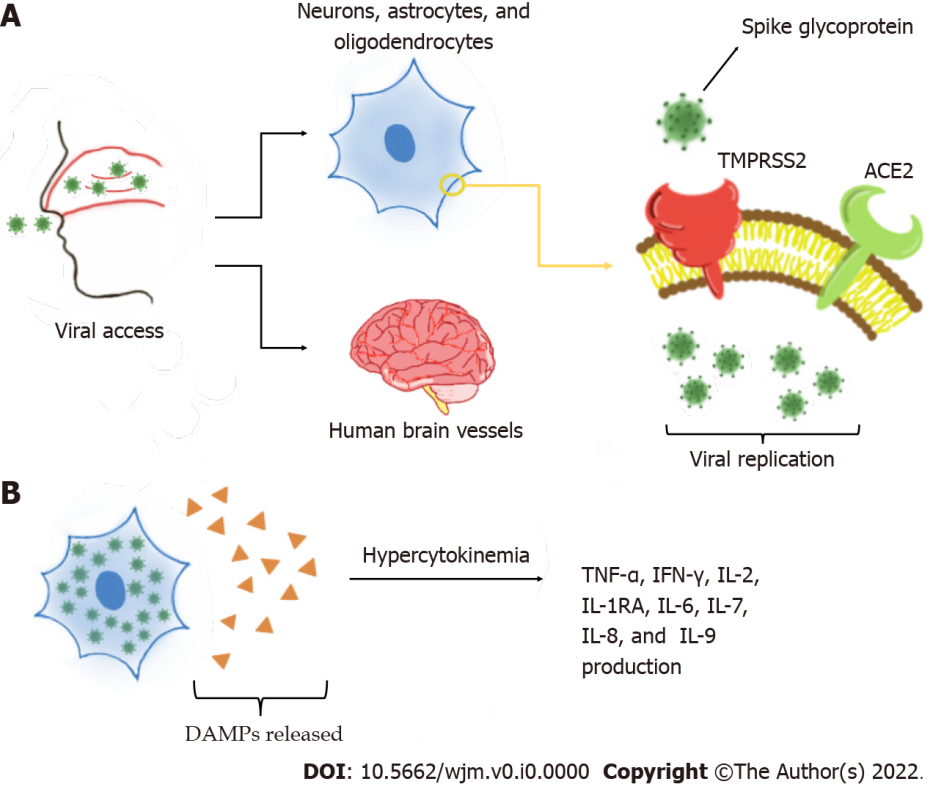 A
Neurons, astrocytes, and
oligodendrocytes
Spike glycoprotein
TMPRSS2
ACE2
Viral access
Human brain vessels
Viral replication
B
Hypercytokinemia
TNF-α, IFN-γ, IL-2,
IL-1RA, IL-6, IL-7,
IL-8, and IL-9
production
DAMPs released
DOI: 10.5662/wjm.v0.i0.0000 Copyright ©The Author(s) 2022.